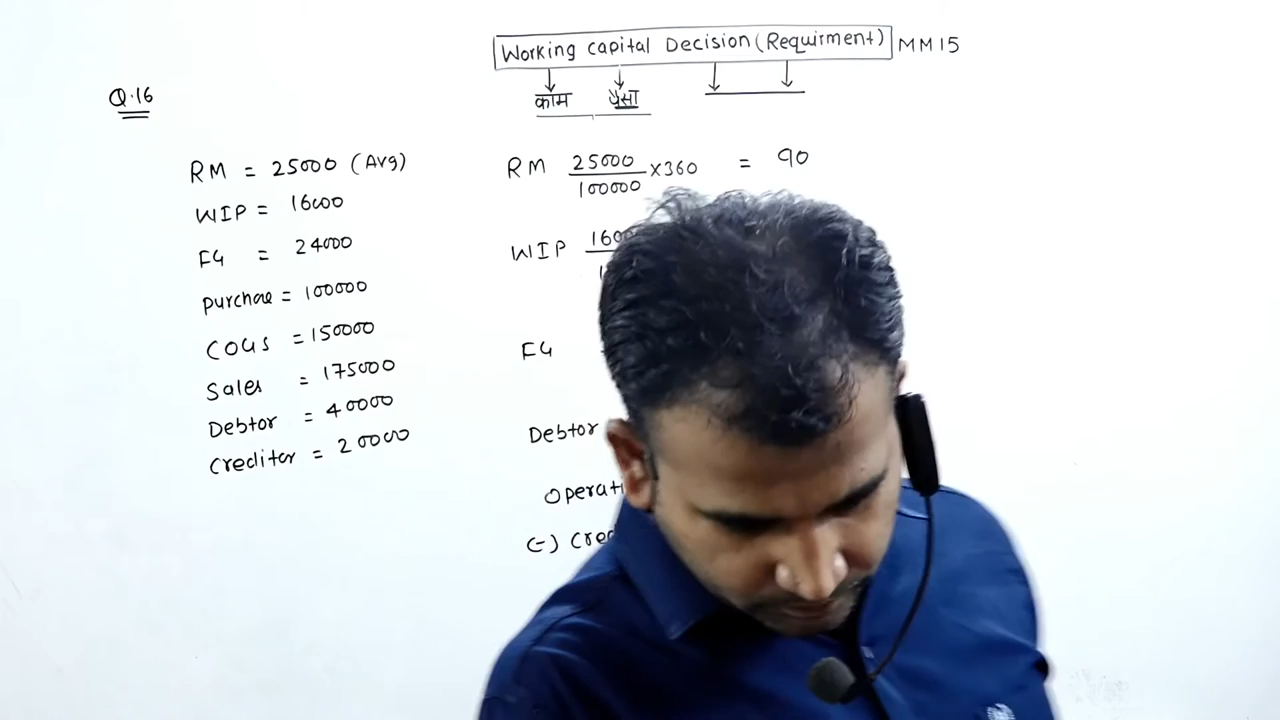 Working capital Decision (Requirment) MM15
काम पैसा
Q.16
RM = 25000 (Avg)
WIP = 16000
FG = 24000
purchase = 100000
COGS = 150000
Sales = 175000
Debtor = 40000
Creditor = 20000
RM 25000/100000 ×360 = 90
WIP
FG
Debtor
(-)